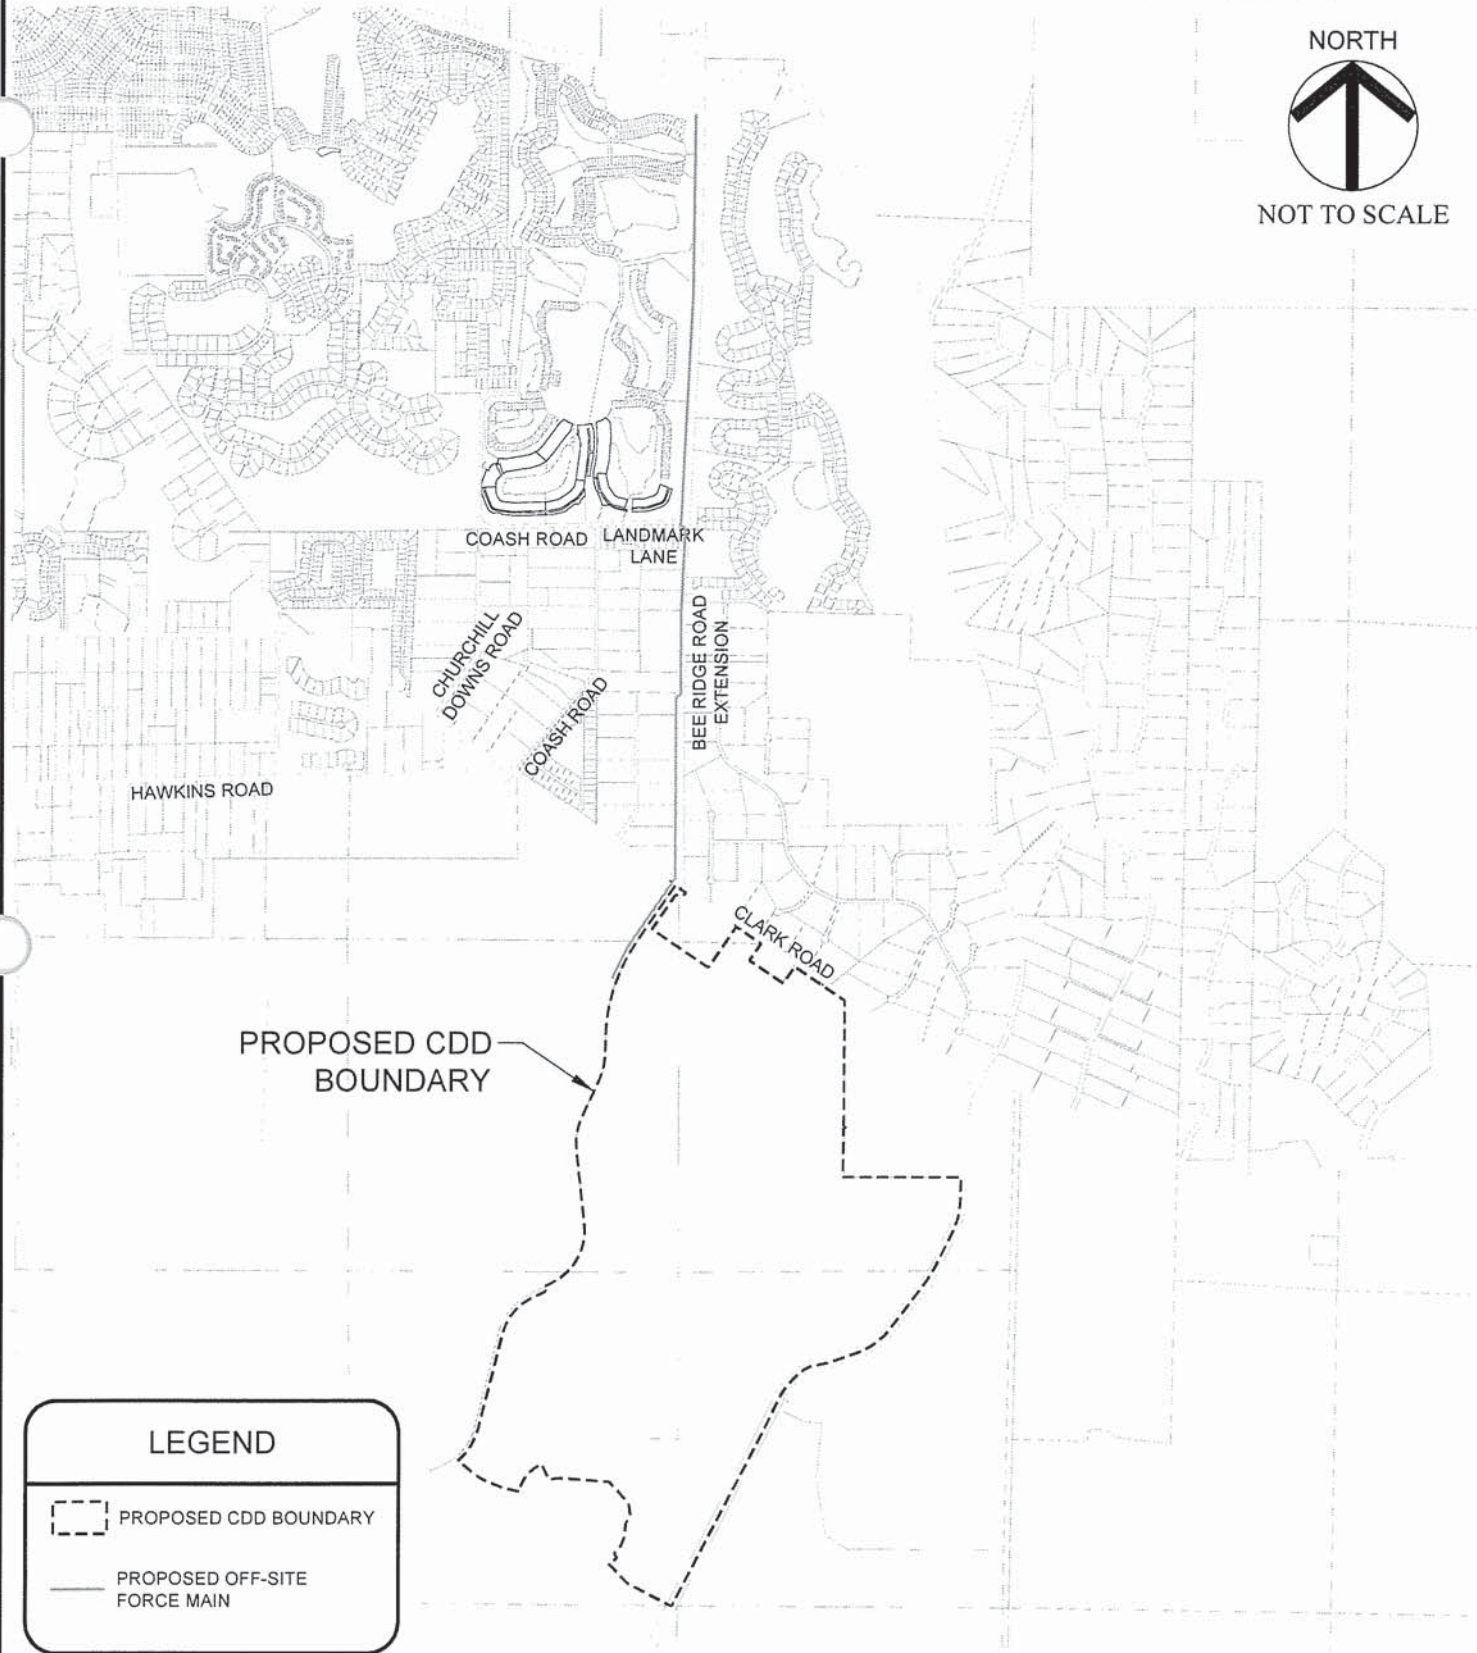 NORTH
NOT TO SCALE
COASH ROAD
LANDMARK
LANE
CHURCHILL
DOWNS ROAD
COASH ROAD
BEE RIDGE ROAD
EXTENSION
HAWKINS ROAD
CLARK ROAD
PROPOSED CDD
BOUNDARY
LEGEND
PROPOSED CDD BOUNDARY
PROPOSED OFF-SITE
FORCE MAIN